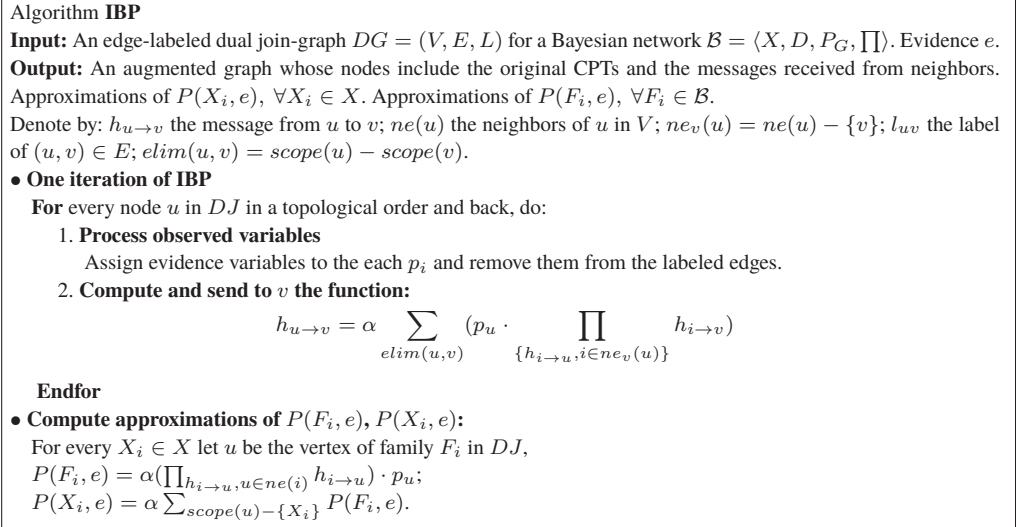 Algorithm IBP
Input: An edge-labeled dual join-graph DG = (V, E, L) for a Bayesian network B = ⟨X, D, P_G, ∏⟩. Evidence e.
Output: An augmented graph whose nodes include the original CPTs and the messages received from neighbors.
Approximations of P(X_i, e), ∀X_i ∈ X. Approximations of P(F_i, e), ∀F_i ∈ B.
Denote by: h_{u→v} the message from u to v; ne(u) the neighbors of u in V; ne_v(u) = ne(u) − {v}; l_{uv} the label
of (u, v) ∈ E; elim(u, v) = scope(u) − scope(v).
• One iteration of IBP
For every node u in DJ in a topological order and back, do:
1. Process observed variables
Assign evidence variables to the each p_i and remove them from the labeled edges.
2. Compute and send to v the function:
h_{u→v} = α ∑_{elim(u,v)} (p_u · ∏_{{h_{i→u}, i∈ne_v(u)}} h_{i→v})
Endfor
• Compute approximations of P(F_i, e), P(X_i, e):
For every X_i ∈ X let u be the vertex of family F_i in DJ,
P(F_i, e) = α(∏_{h_{i→u}, u∈ne(i)} h_{i→u}) · p_u;
P(X_i, e) = α ∑_{scope(u)−{X_i}} P(F_i, e).